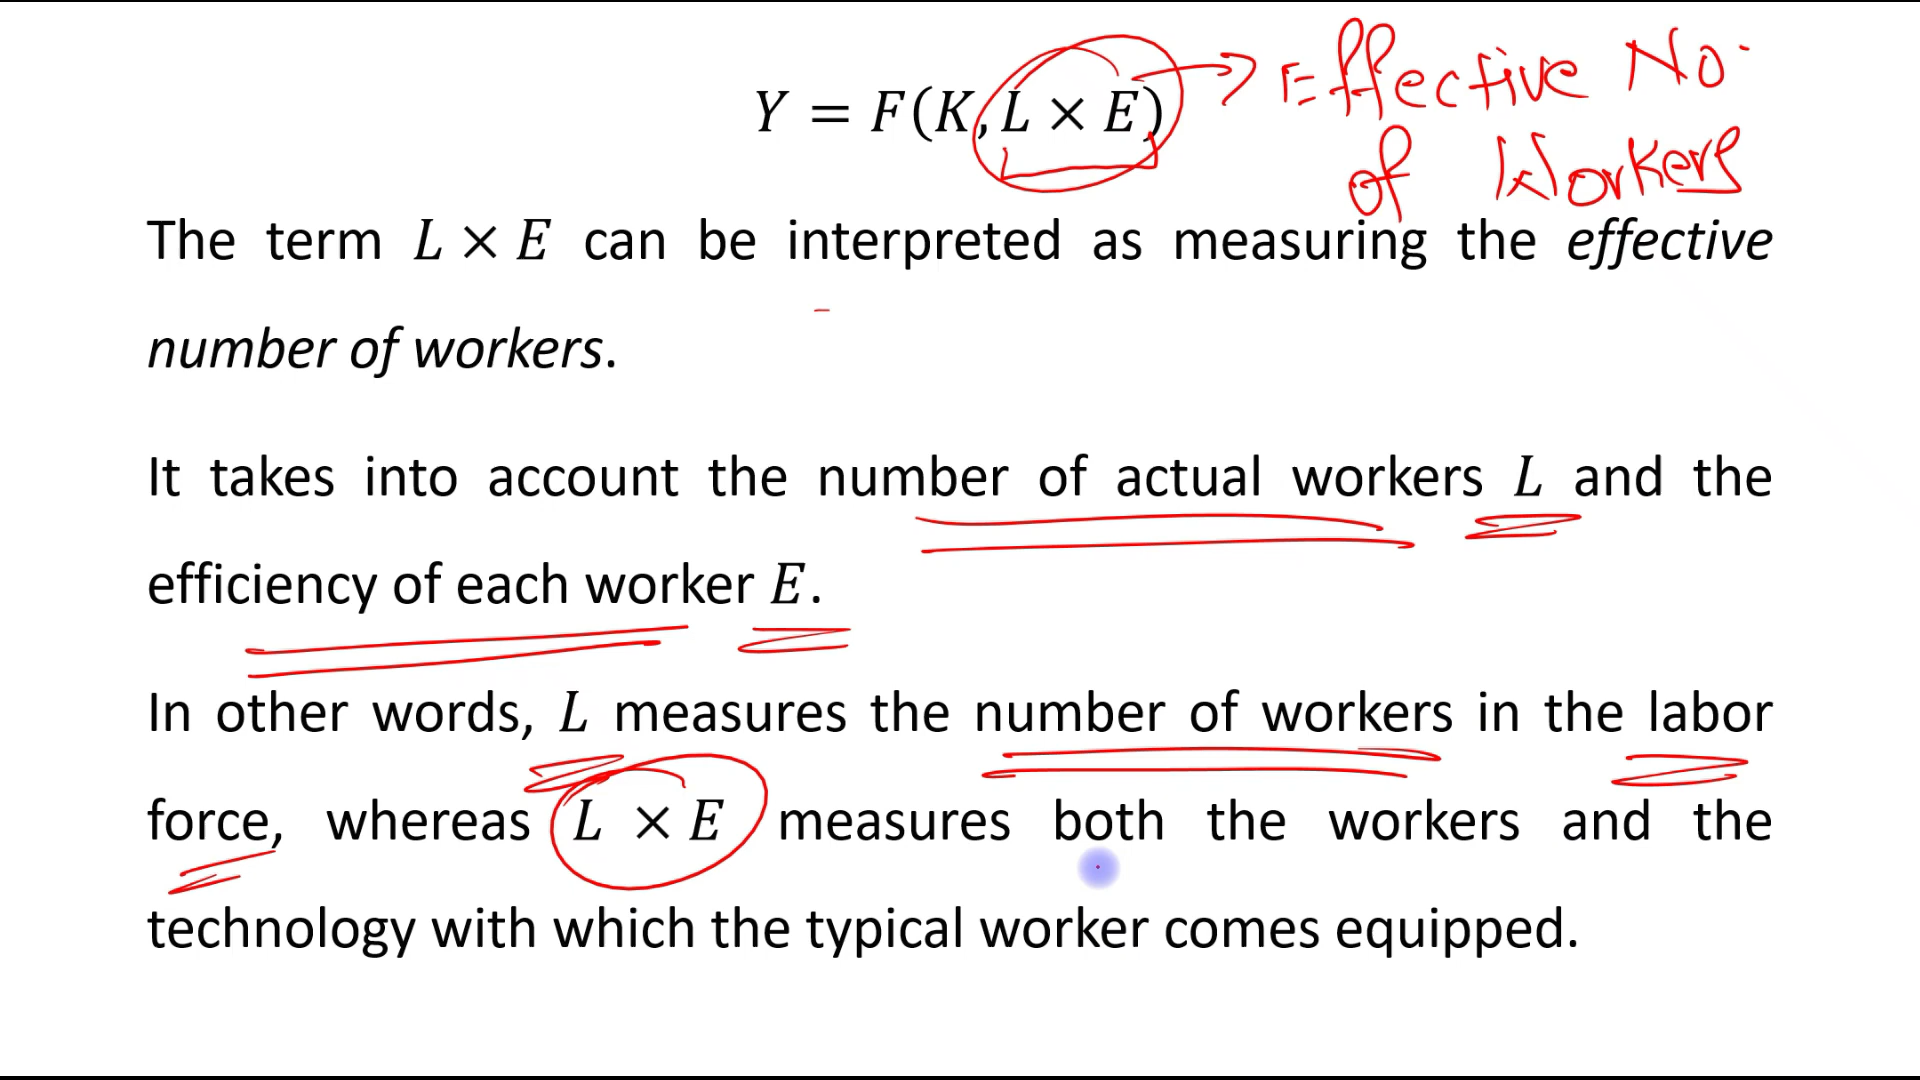 Y = F(K, L × E) → Effective No.
of Workers
The term L × E can be interpreted as measuring the effective
number of workers.
It takes into account the number of actual workers L and the
efficiency of each worker E.
In other words, L measures the number of workers in the labor
force, whereas L × E measures both the workers and the
technology with which the typical worker comes equipped.